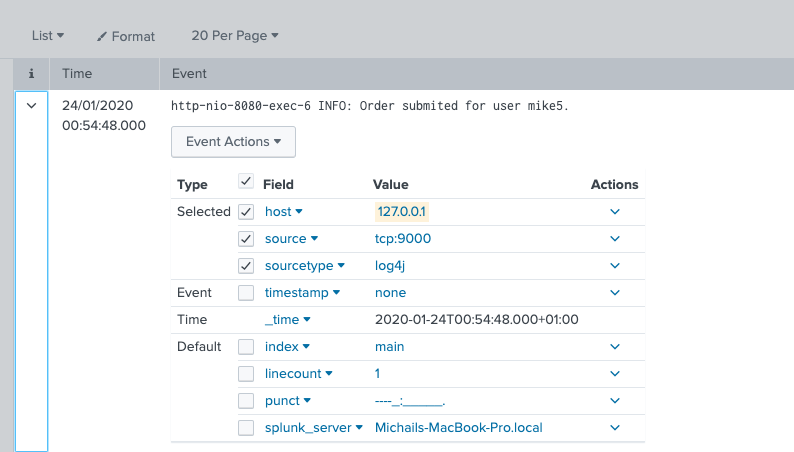 List Format 20 Per Page
i Time Event
24/01/2020 http-nio-8080-exec-6 INFO: Order submited for user mike5.
00:54:48.000
Event Actions
Type Field Value Actions
Selected host 127.0.0.1
source tcp:9000
sourcetype log4j
Event timestamp none
Time _time 2020-01-24T00:54:48.000+01:00
Default index main
linecount 1
punct ----_:______.
splunk_server Michails-MacBook-Pro.local